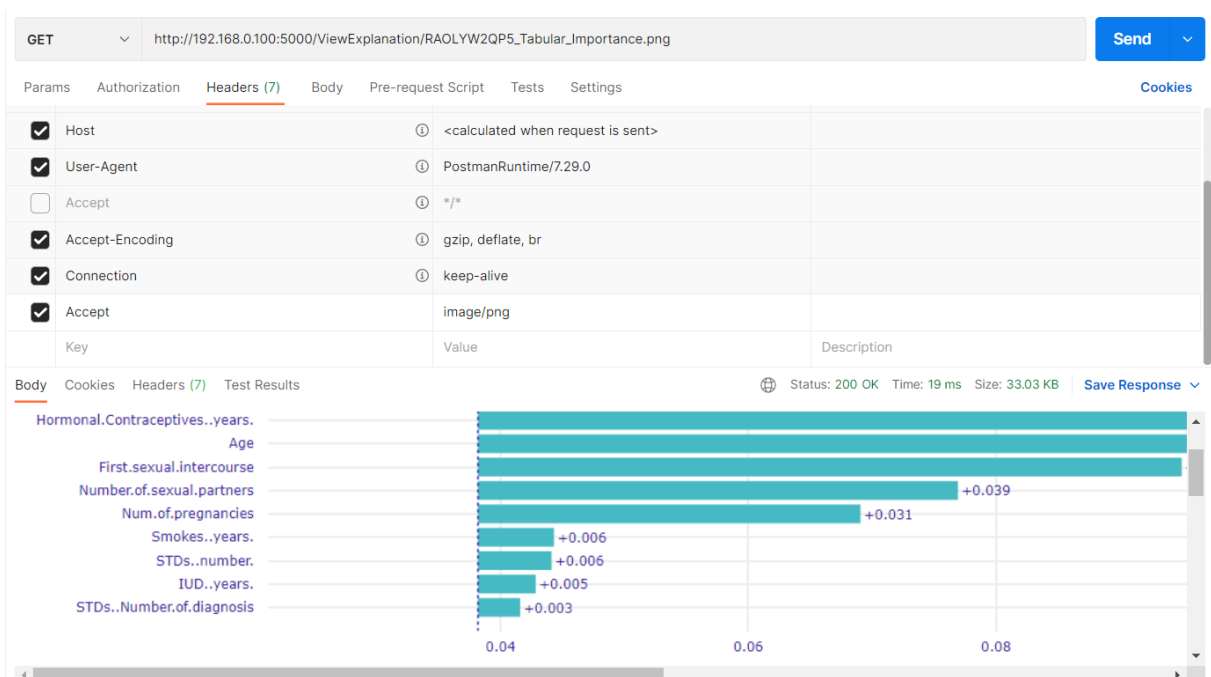 GET http://192.168.0.100:5000/ViewExplanation/RAOLYW2QP5_Tabular_Importance.png Send
Params Authorization Headers (7) Body Pre-request Script Tests Settings Cookies
Host <calculated when request is sent>
User-Agent PostmanRuntime/7.29.0
Accept */*
Accept-Encoding gzip, deflate, br
Connection keep-alive
Accept image/png
Key Value Description
Body Cookies Headers (7) Test Results Status: 200 OK Time: 19 ms Size: 33.03 KB Save Response
Hormonal.Contraceptives..years.
Age
First.sexual.intercourse
Number.of.sexual.partners +0.039
Num.of.pregnancies +0.031
Smokes..years. +0.006
STDs..number. +0.006
IUD..years. +0.005
STDs..Number.of.diagnosis +0.003
0.04 0.06 0.08